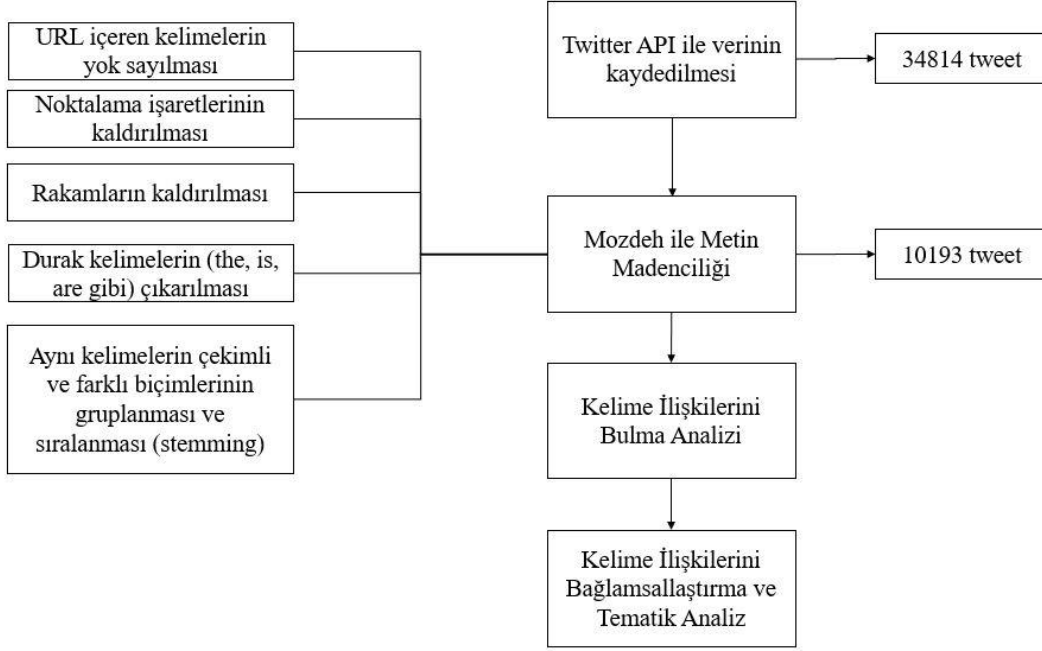 URL içeren kelimelerin
yok sayılması
Noktalama işaretlerinin
kaldırılması
Rakamların kaldırılması
Durak kelimelerin (the, is,
are gibi) çıkarılması
Aynı kelimelerin çekimli
ve farklı biçimlerinin
gruplanması ve
sıralanması (stemming)
Twitter API ile verinin
kaydedilmesi
34814 tweet
Mozdeh ile Metin
Madenciliği
10193 tweet
Kelime İlişkilerini
Bulma Analizi
Kelime İlişkilerini
Bağlamsallaştırma ve
Tematik Analiz